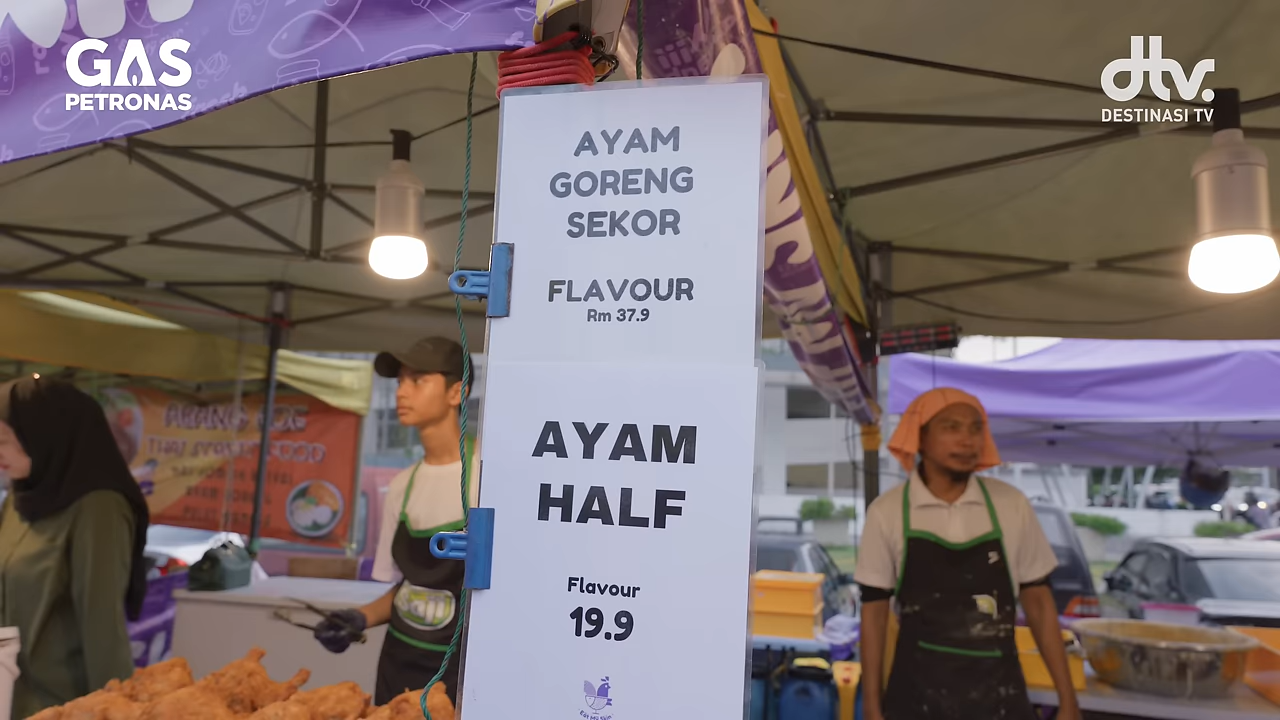 GAS
PETRONAS
dtv.
DESTINASI TV
AYAM
GORENG
SEKOR
FLAVOUR
Rm 37.9
AYAM
HALF
Flavour
19.9